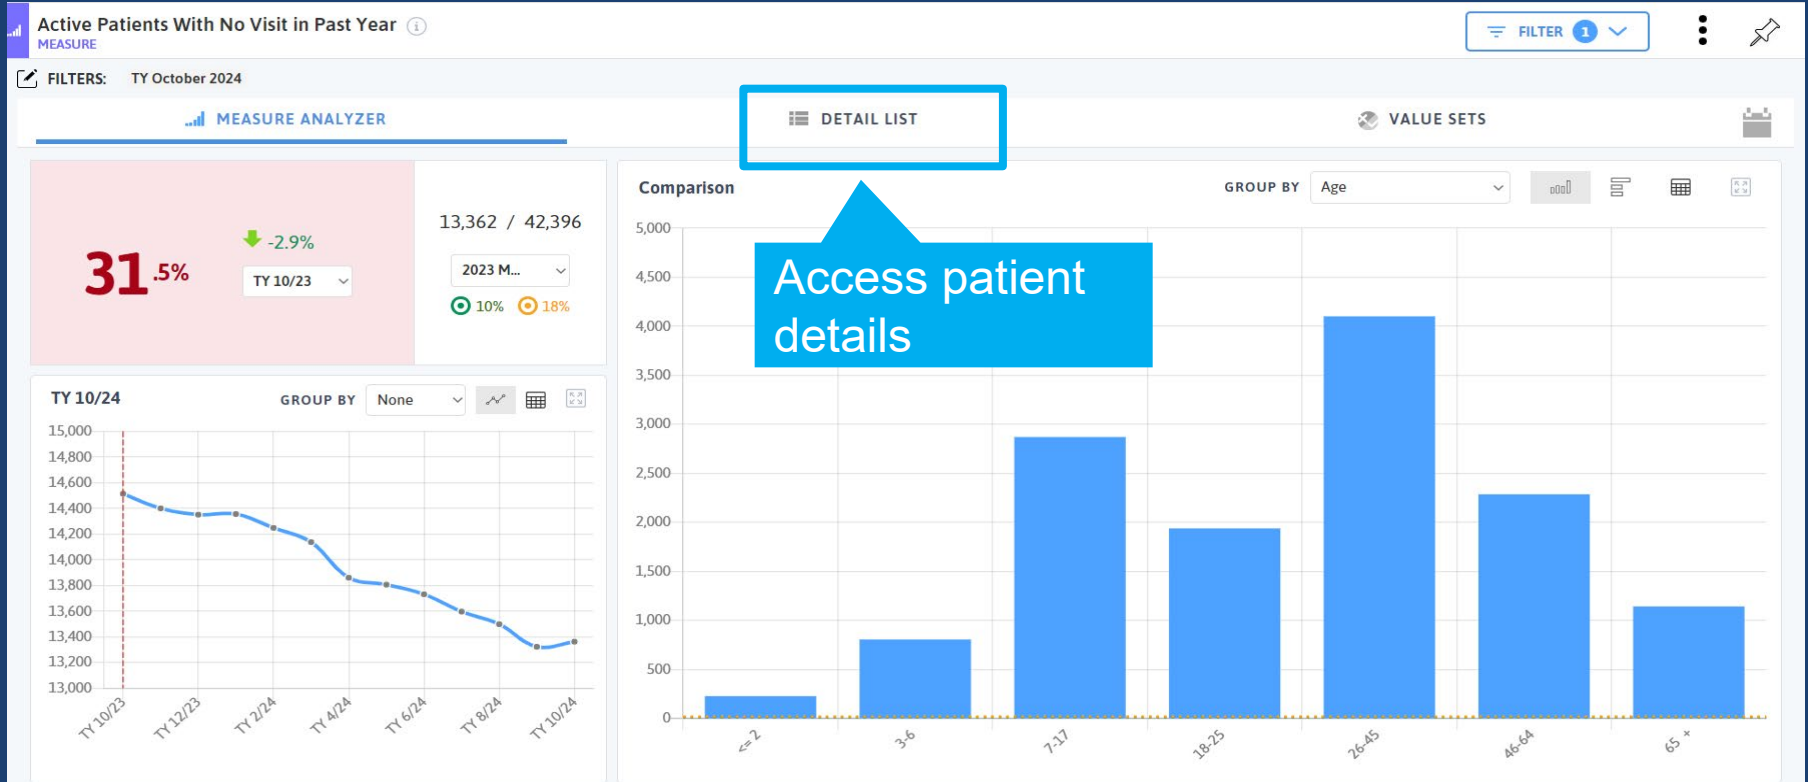 Active Patients With No Visit in Past Year
MEASURE
FILTER 1
FILTERS: TY October 2024
MEASURE ANALYZER
DETAIL LIST
VALUE SETS
31.5%
-2.9%
TY 10/23
13,362 / 42,396
2023 M...
10% 18%
Comparison
GROUP BY Age
Access patient
details
5,000
4,500
4,000
3,500
3,000
2,500
2,000
1,500
1,000
500
0
<= 2
3-6
7-17
18-25
26-45
46-64
65 +
TY 10/24
GROUP BY None
15,000
14,800
14,600
14,400
14,200
14,000
13,800
13,600
13,400
13,200
13,000
TY 10/23
TY 12/23
TY 2/24
TY 4/24
TY 6/24
TY 8/24
TY 10/24